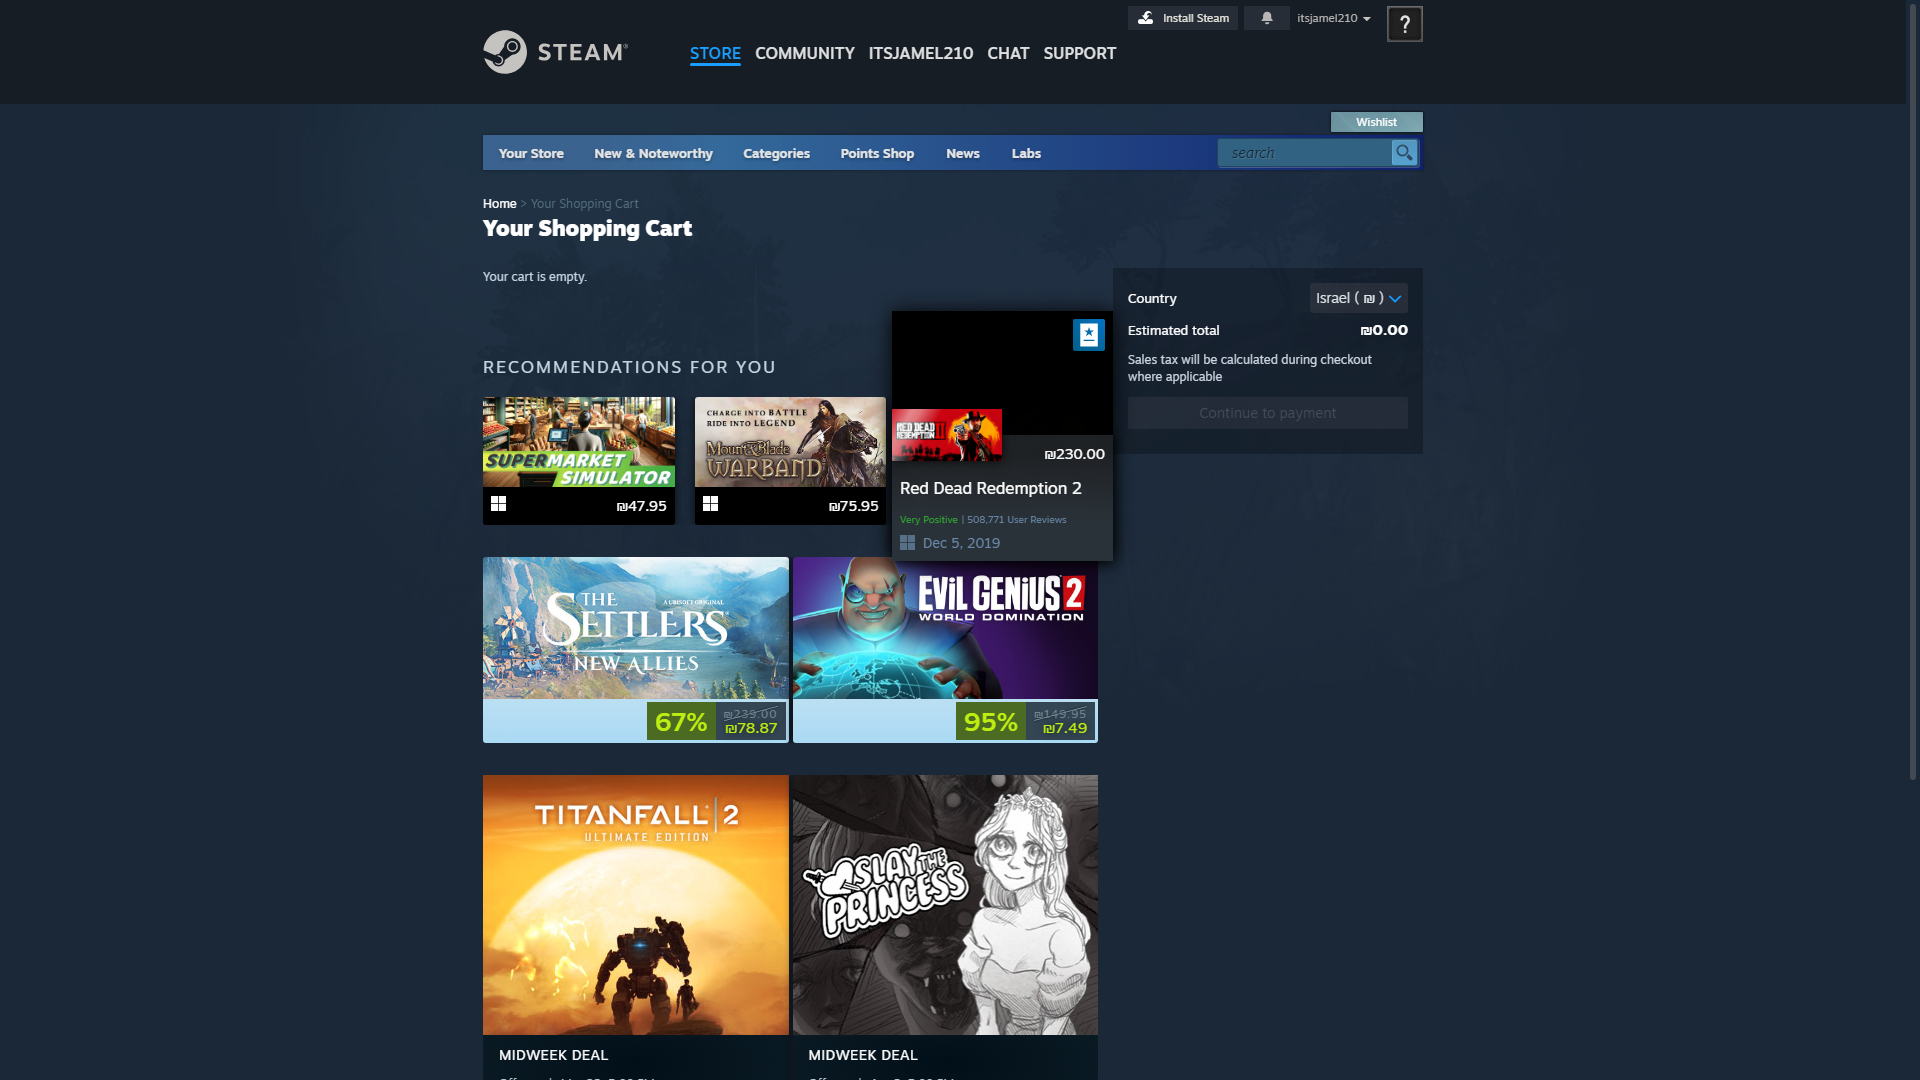 Install Steam
itsjamel210
?
STEAM®
STORE COMMUNITY ITSJAMEL210 CHAT SUPPORT
Wishlist
Your Store New & Noteworthy Categories Points Shop News Labs search
Home > Your Shopping Cart
Your Shopping Cart
Your cart is empty.
Country Israel ( ₪ )
Estimated total ₪0.00
Sales tax will be calculated during checkout
where applicable
Continue to payment
RECOMMENDATIONS FOR YOU
SUPERMARKET
SIMULATOR
₪47.95
CHARGE INTO BATTLE
RIDE INTO LEGEND
Mount&Blade
WARBAND
₪75.95
RED DEAD
REDEMPTION II
₪230.00
Red Dead Redemption 2
Very Positive | 508,771 User Reviews
Dec 5, 2019
A UBISOFT ORIGINAL
THE
SETTLERS
NEW ALLIES
67% ₪239.00
₪78.87
EVIL GENIUS 2
WORLD DOMINATION
95% ₪149.95
₪7.49
TITANFALL 2
ULTIMATE EDITION
MIDWEEK DEAL
SLAY THE
PRINCESS
MIDWEEK DEAL